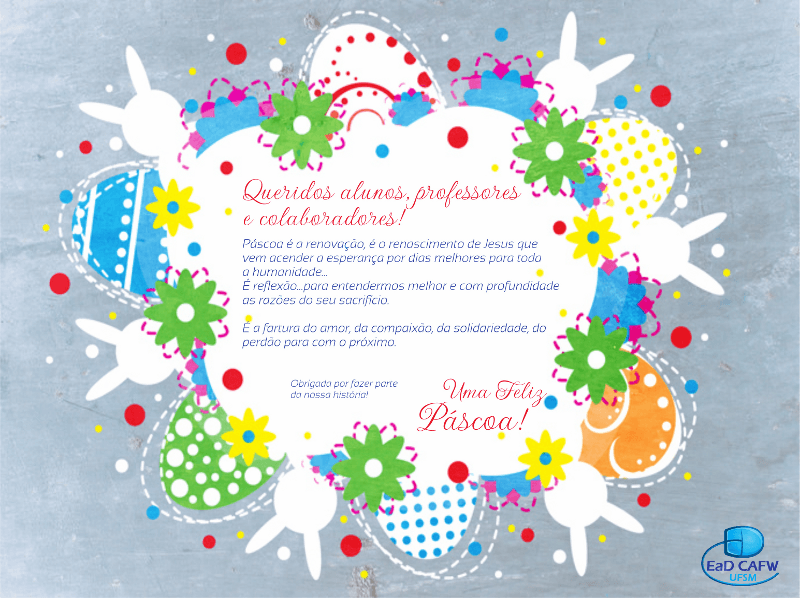 Queridos alunos, professores
e colaboradores!
Páscoa é a renovação, é o renascimento de Jesus que
vem acender a esperança por dias melhores para toda
a humanidade...
É reflexão...para entendermos melhor e com profundidade
as razões do seu sacrifício.
É a fartura do amor, da compaixão, da solidariedade, do
perdão para com o próximo.
Obrigado por fazer parte
da nossa história!
Uma Feliz
Páscoa!
EaD CAFW
UFSM